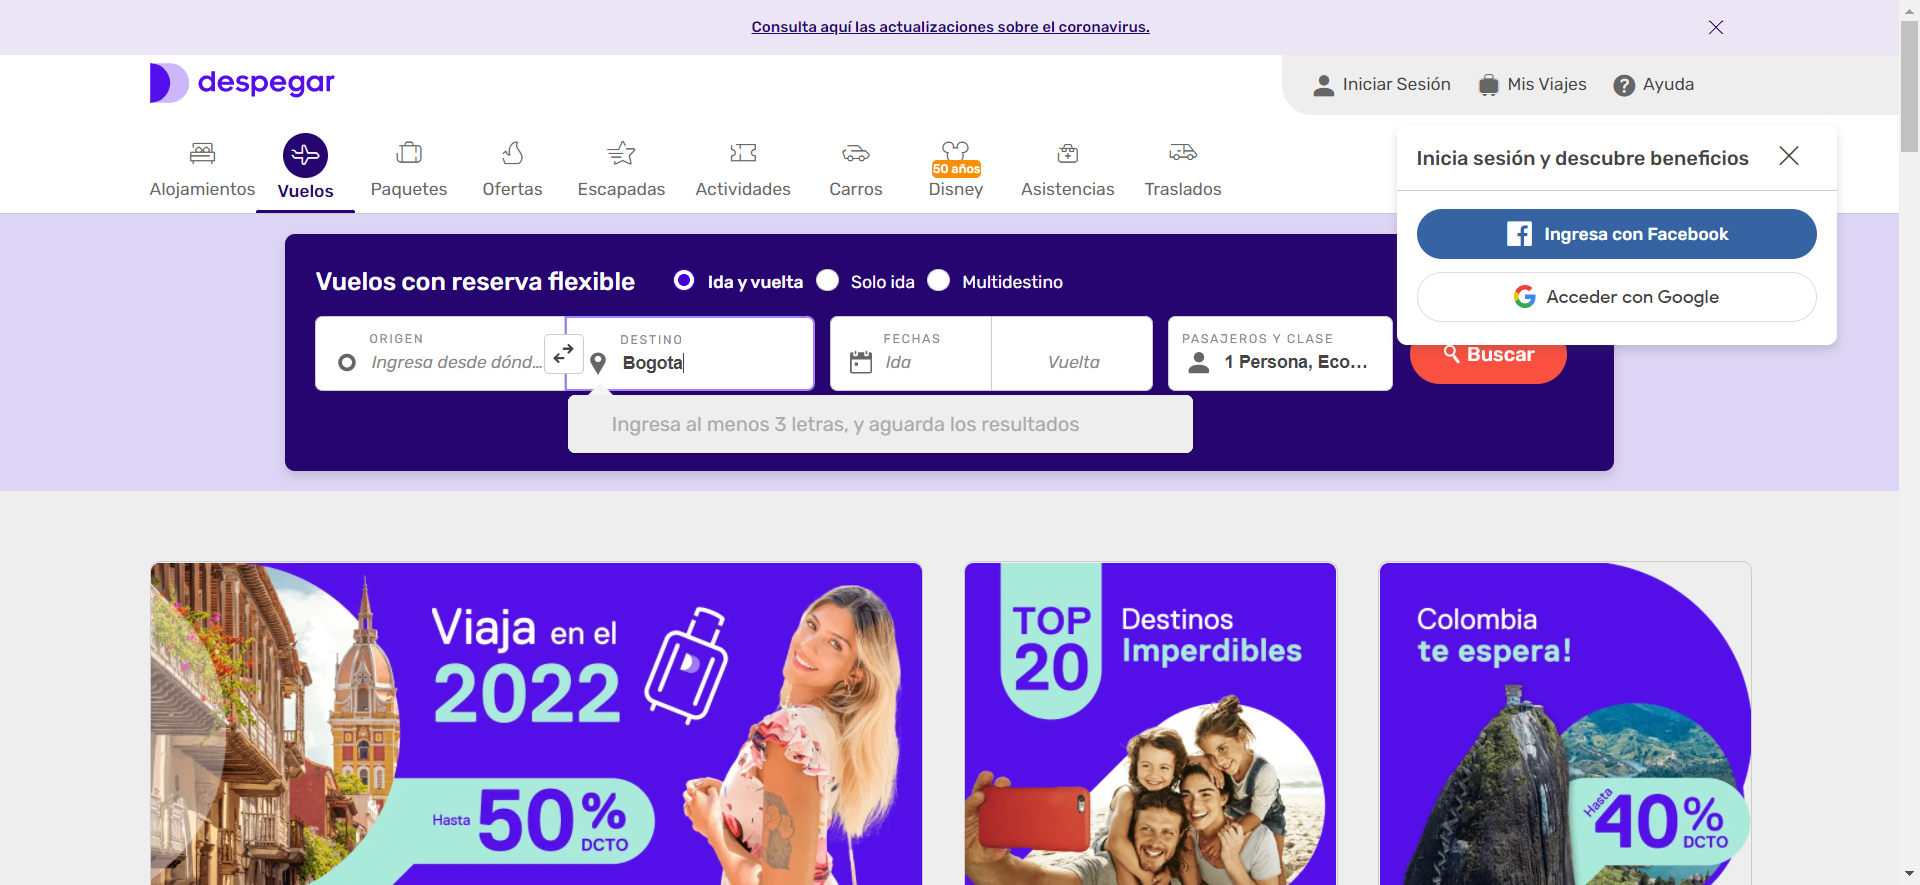 Consulta aquí las actualizaciones sobre el coronavirus.
despegar
Iniciar Sesión
Mis Viajes
Ayuda
Alojamientos
Vuelos
Paquetes
Ofertas
Escapadas
Actividades
Carros
50 años
Disney
Asistencias
Traslados
Inicia sesión y descubre beneficios
Ingresa con Facebook
Acceder con Google
Vuelos con reserva flexible
Ida y vuelta
Solo ida
Multidestino
ORIGEN
Ingresa desde dónd...
DESTINO
Bogota
FECHAS
Ida
Vuelta
PASAJEROS Y CLASE
1 Persona, Eco...
Buscar
Ingresa al menos 3 letras, y aguarda los resultados
Viaja en el
2022
Hasta 50% DCTO
TOP
20
Destinos
Imperdibles
Colombia
te espera!
Hasta 40% DCTO